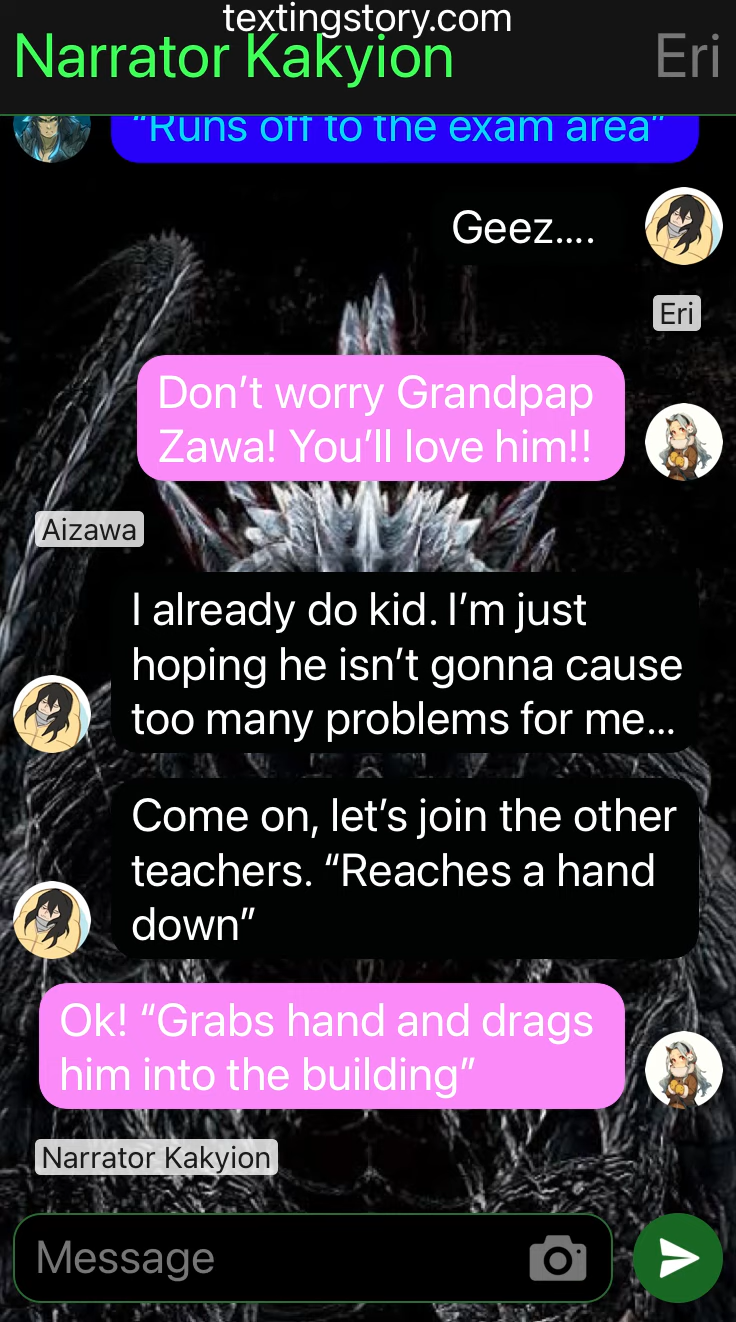 textingstory.com
Narrator Kakyion
Eri
“Runs off to the exam area”
Geez....
Eri
Don’t worry Grandpap
Zawa! You’ll love him!!
Aizawa
I already do kid. I’m just
hoping he isn’t gonna cause
too many problems for me...
Come on, let’s join the other
teachers. “Reaches a hand
down”
Ok! “Grabs hand and drags
him into the building”
Narrator Kakyion
Message